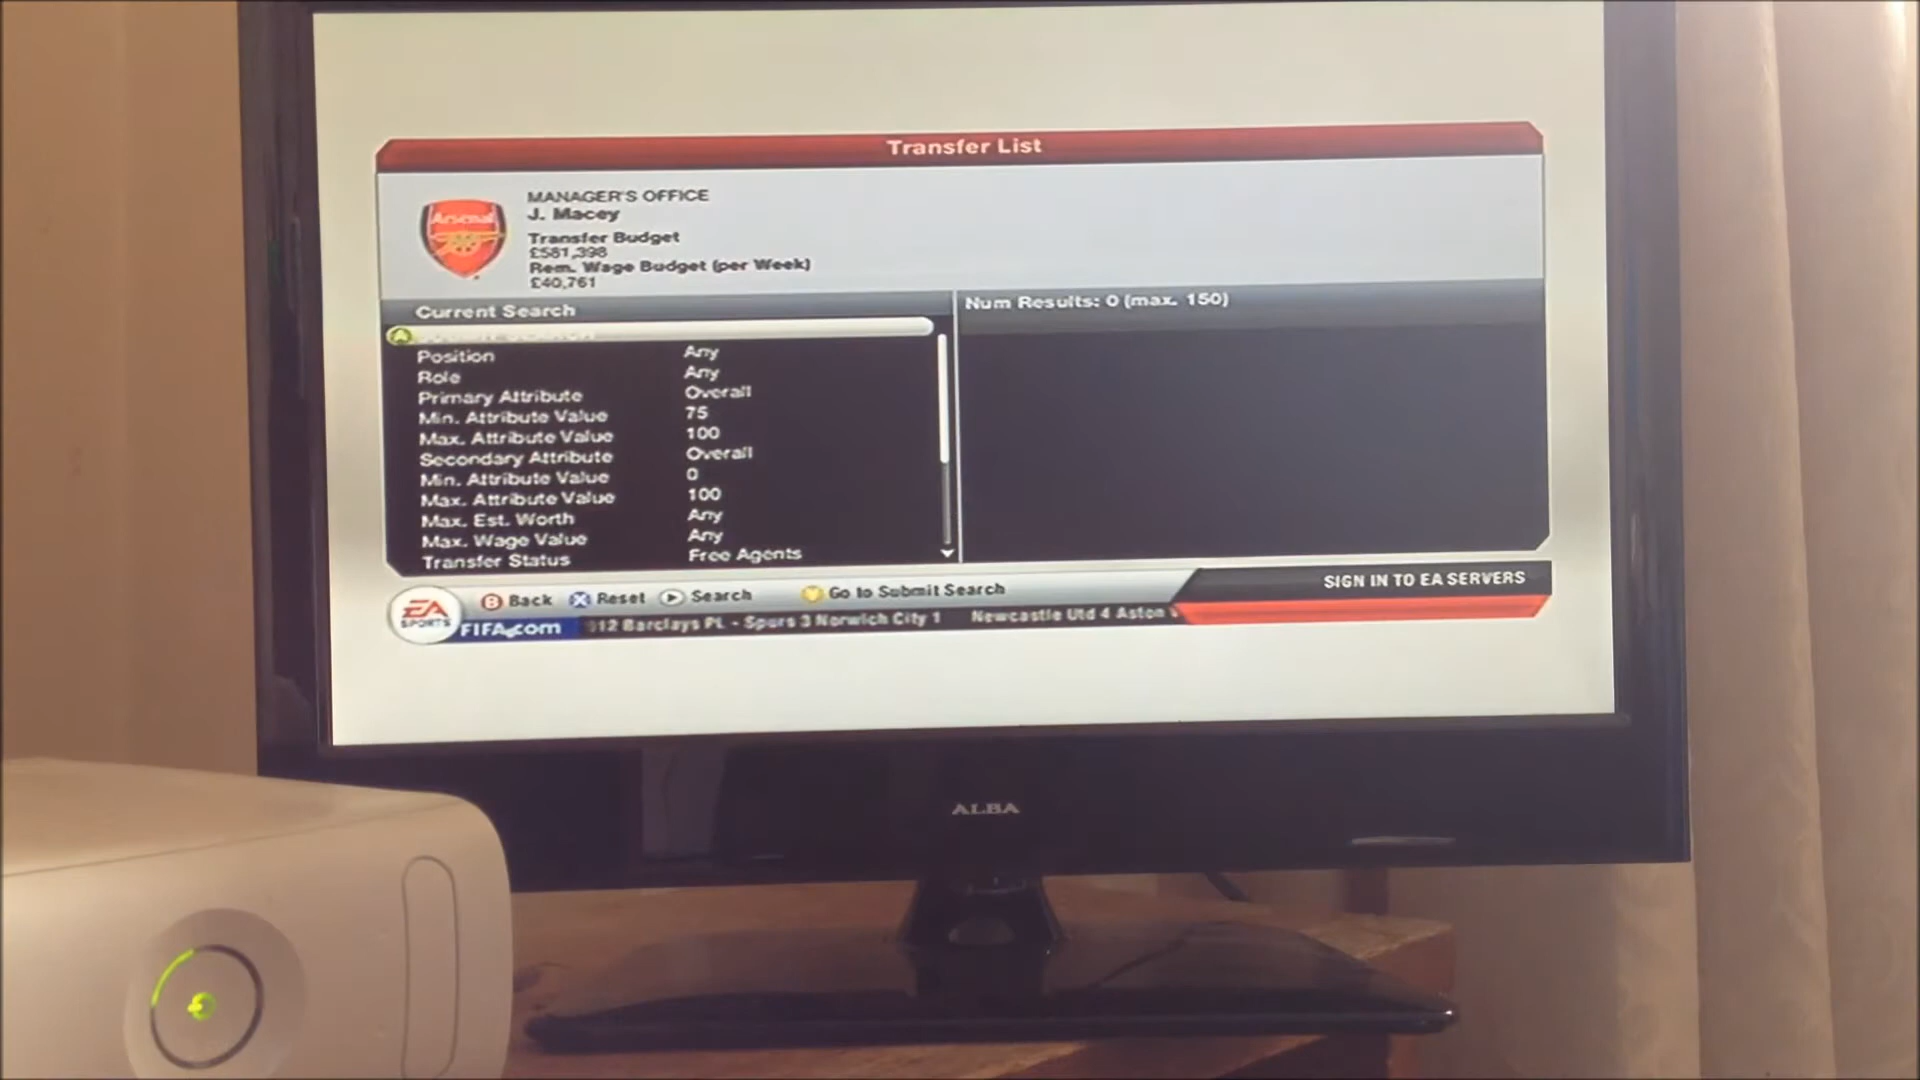 Transfer List
Arsenal
MANAGER'S OFFICE
J. Macey
Transfer Budget
£581,398
Rem. Wage Budget (per Week)
£40,761
Current Search
Num Results: 0 (max. 150)
A
Position Any
Role Any
Primary Attribute Overall
Min. Attribute Value 75
Max. Attribute Value 100
Secondary Attribute Overall
Min. Attribute Value 0
Max. Attribute Value 100
Max. Est. Worth Any
Max. Wage Value Any
Transfer Status Free Agents
B Back X Reset Search Y Go to Submit Search
SIGN IN TO EA SERVERS
EA SPORTS
FIFA.com 012 Barclays PL - Spurs 3 Norwich City 1 Newcastle Utd 4 Aston
ALBA